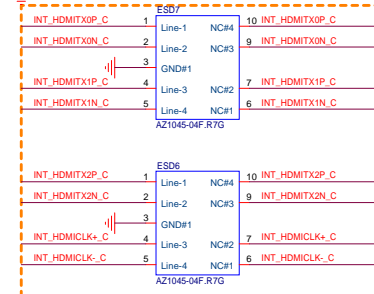 ESD7
INT_HDMITX0P_C 1 Line-1 NC#4 10 INT_HDMITX0P_C
INT_HDMITX0N_C 2 Line-2 NC#3 9 INT_HDMITX0N_C
3 GND#1
INT_HDMITX1P_C 4 Line-3 NC#2 7 INT_HDMITX1P_C
INT_HDMITX1N_C 5 Line-4 NC#1 6 INT_HDMITX1N_C
AZ1045-04F.R7G
ESD6
INT_HDMITX2P_C 1 Line-1 NC#4 10 INT_HDMITX2P_C
INT_HDMITX2N_C 2 Line-2 NC#3 9 INT_HDMITX2N_C
3 GND#1
INT_HDMICLK+_C 4 Line-3 NC#2 7 INT_HDMICLK+_C
INT_HDMICLK-_C 5 Line-4 NC#1 6 INT_HDMICLK-_C
AZ1045-04F.R7G